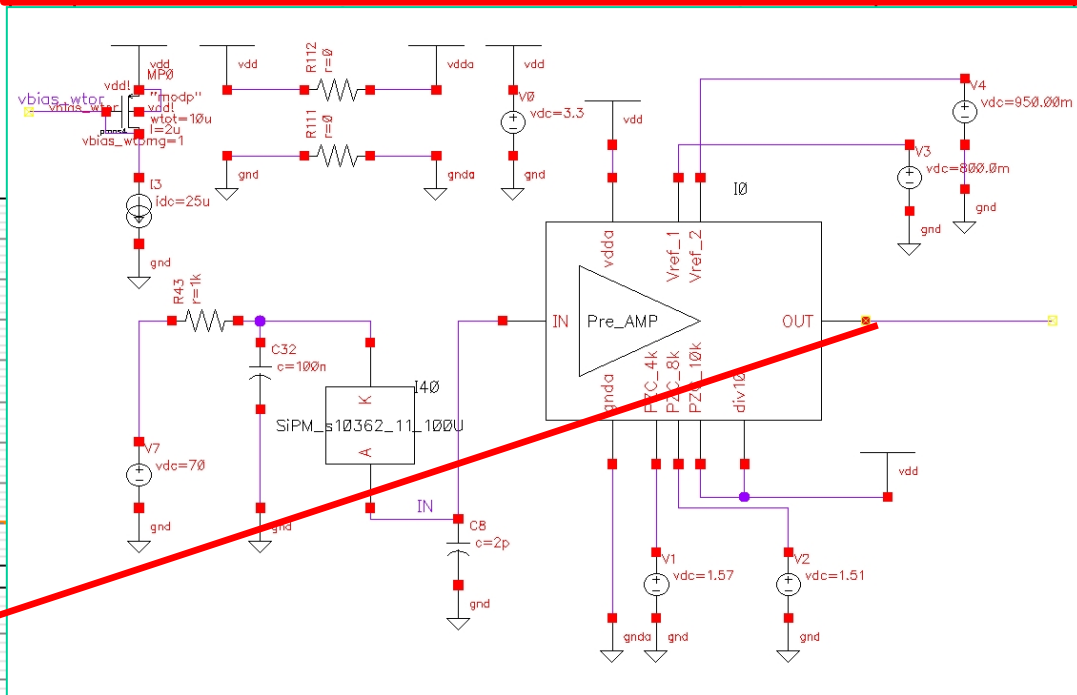 vdd
MP0
vdd!
"modp"
vbias_wtor
vbias_wtor
vdd!
wtot=10u
pmos4
l=2u
vbias_wtor
mg=1
I3
idc=25u
gnd
vdd
R112
r=0
vdda
R111
r=0
gnd
gnda
vdd
V0
vdc=3.3
gnd
vdd
V4
vdc=950.00m
V3
vdc=800.0m
gnd
gnd
I0
vdda
Vref_1
Vref_2
IN
Pre_AMP
OUT
gnda
PZC_4k
PZC_8k
PZC_10k
div10
R43
r=1k
C32
c=100n
I40
K
SiPM_s10362_11_100U
A
V7
vdc=70
gnd
gnd
IN
C8
c=2p
gnd
vdd
V1
vdc=1.57
V2
vdc=1.51
gnda
gnd
gnd